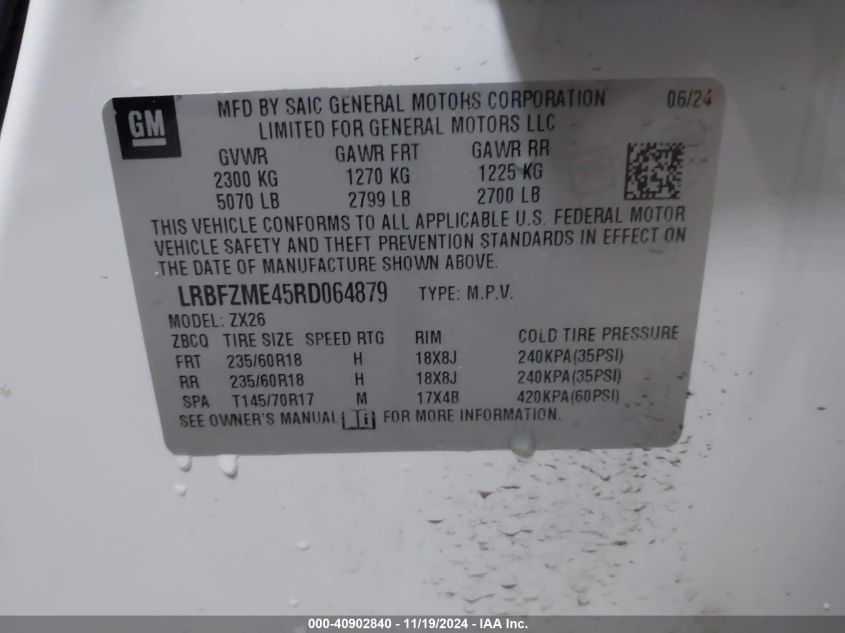 GM
MFD BY SAIC GENERAL MOTORS CORPORATION 06/24
LIMITED FOR GENERAL MOTORS LLC
GVWR GAWR FRT GAWR RR
2300 KG 1270 KG 1225 KG
5070 LB 2799 LB 2700 LB
THIS VEHICLE CONFORMS TO ALL APPLICABLE U.S. FEDERAL MOTOR
VEHICLE SAFETY AND THEFT PREVENTION STANDARDS IN EFFECT ON
THE DATE OF MANUFACTURE SHOWN ABOVE.
LRBFZME45RD064879 TYPE: M.P.V.
MODEL: ZX26
ZBCQ TIRE SIZE SPEED RTG RIM COLD TIRE PRESSURE
FRT 235/60R18 H 18X8J 240KPA(35PSI)
RR 235/60R18 H 18X8J 240KPA(35PSI)
SPA T145/70R17 M 17X4B 420KPA(60PSI)
SEE OWNER'S MANUAL FOR MORE INFORMATION.
000-40902840 - 11/19/2024 - IAA Inc.